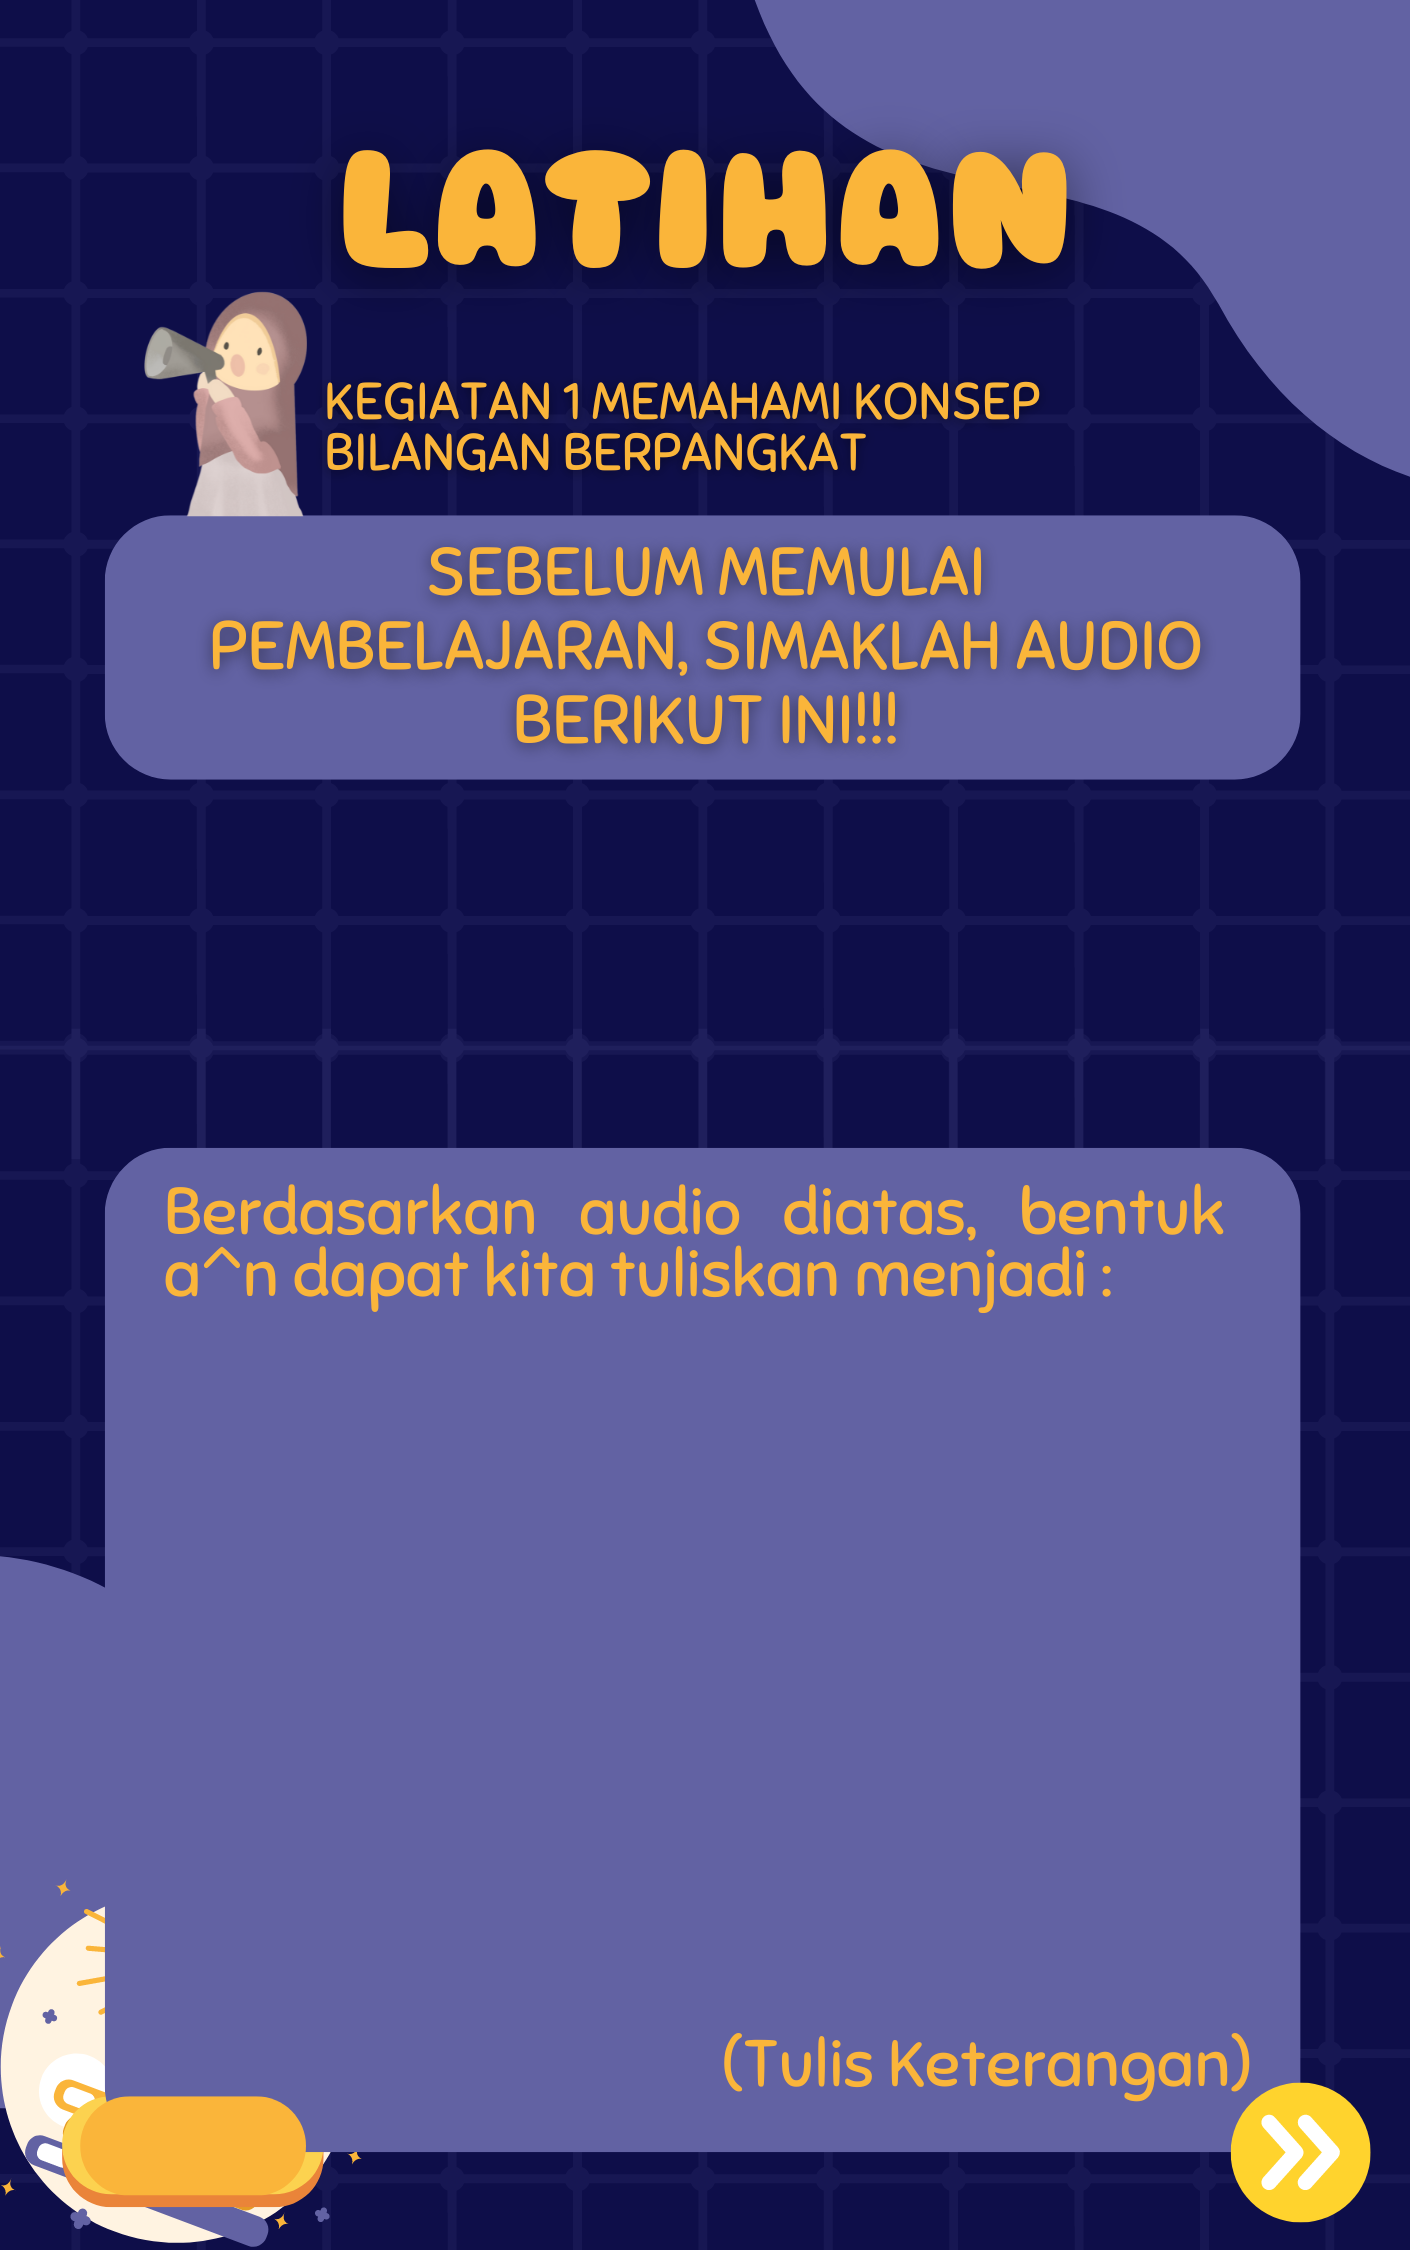 LATIHAN
KEGIATAN 1 MEMAHAMI KONSEP
BILANGAN BERPANGKAT
SEBELUM MEMULAI
PEMBELAJARAN, SIMAKLAH AUDIO
BERIKUT INI!!!
Berdasarkan audio diatas, bentuk
a^n dapat kita tuliskan menjadi :
(Tulis Keterangan)